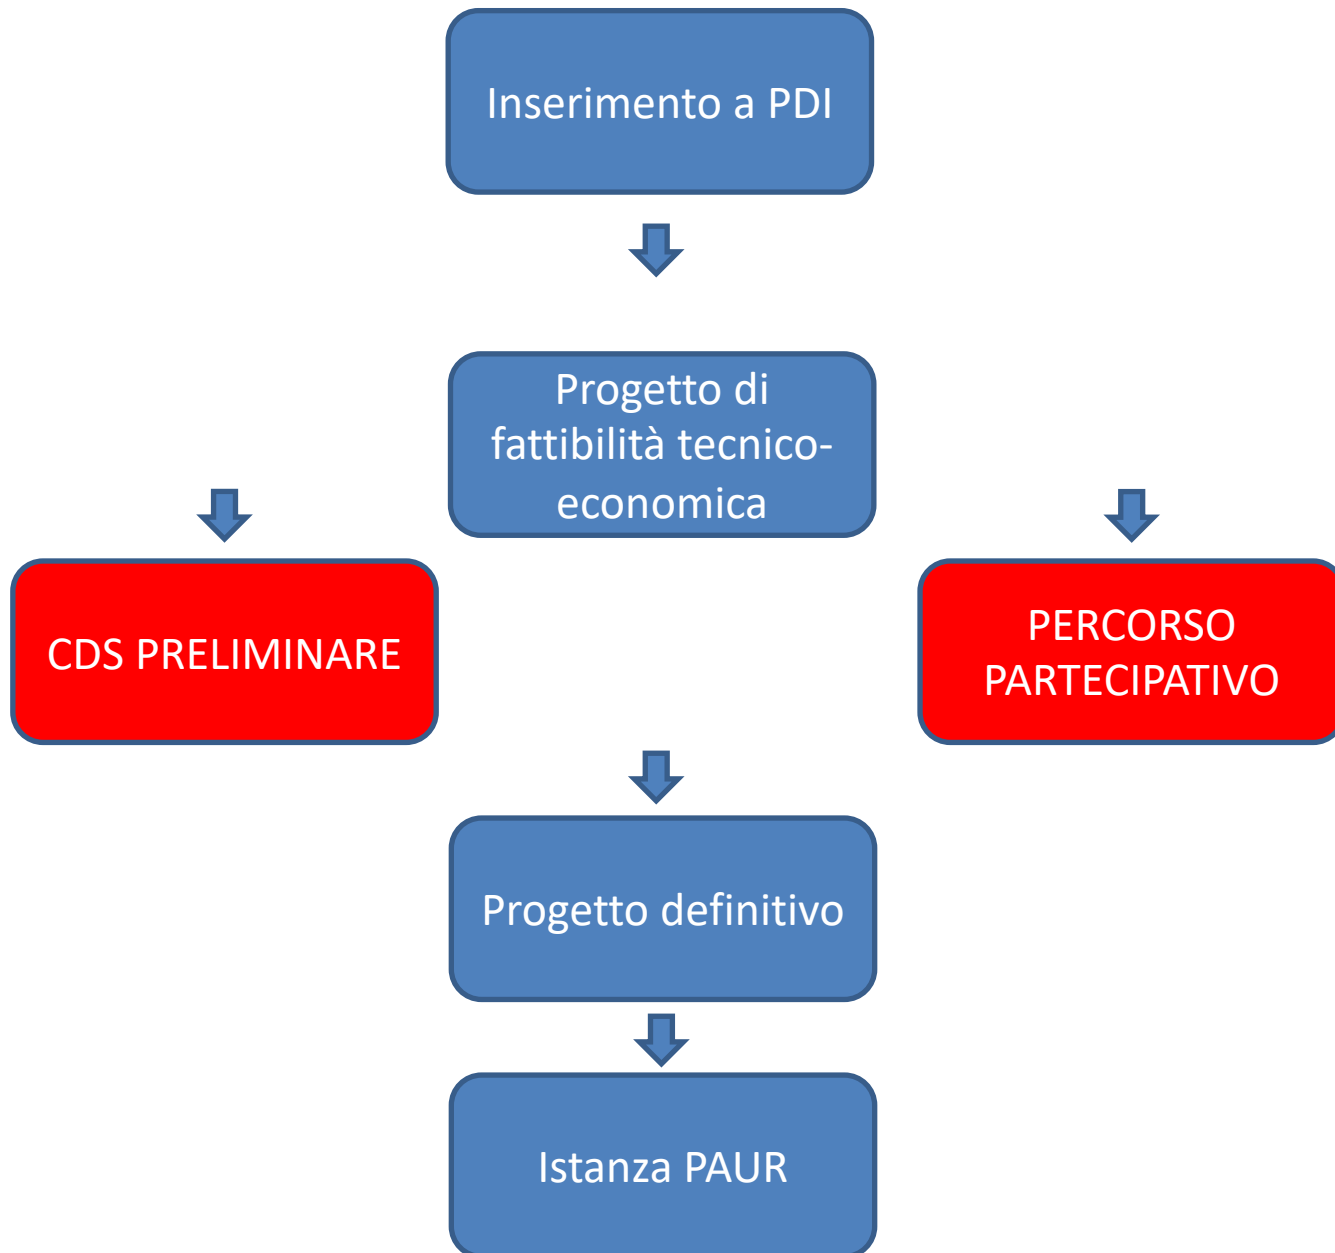 Inserimento a PDI
Progetto di
fattibilità tecnico-
economica
CDS PRELIMINARE
PERCORSO
PARTECIPATIVO
Progetto definitivo
Istanza PAUR